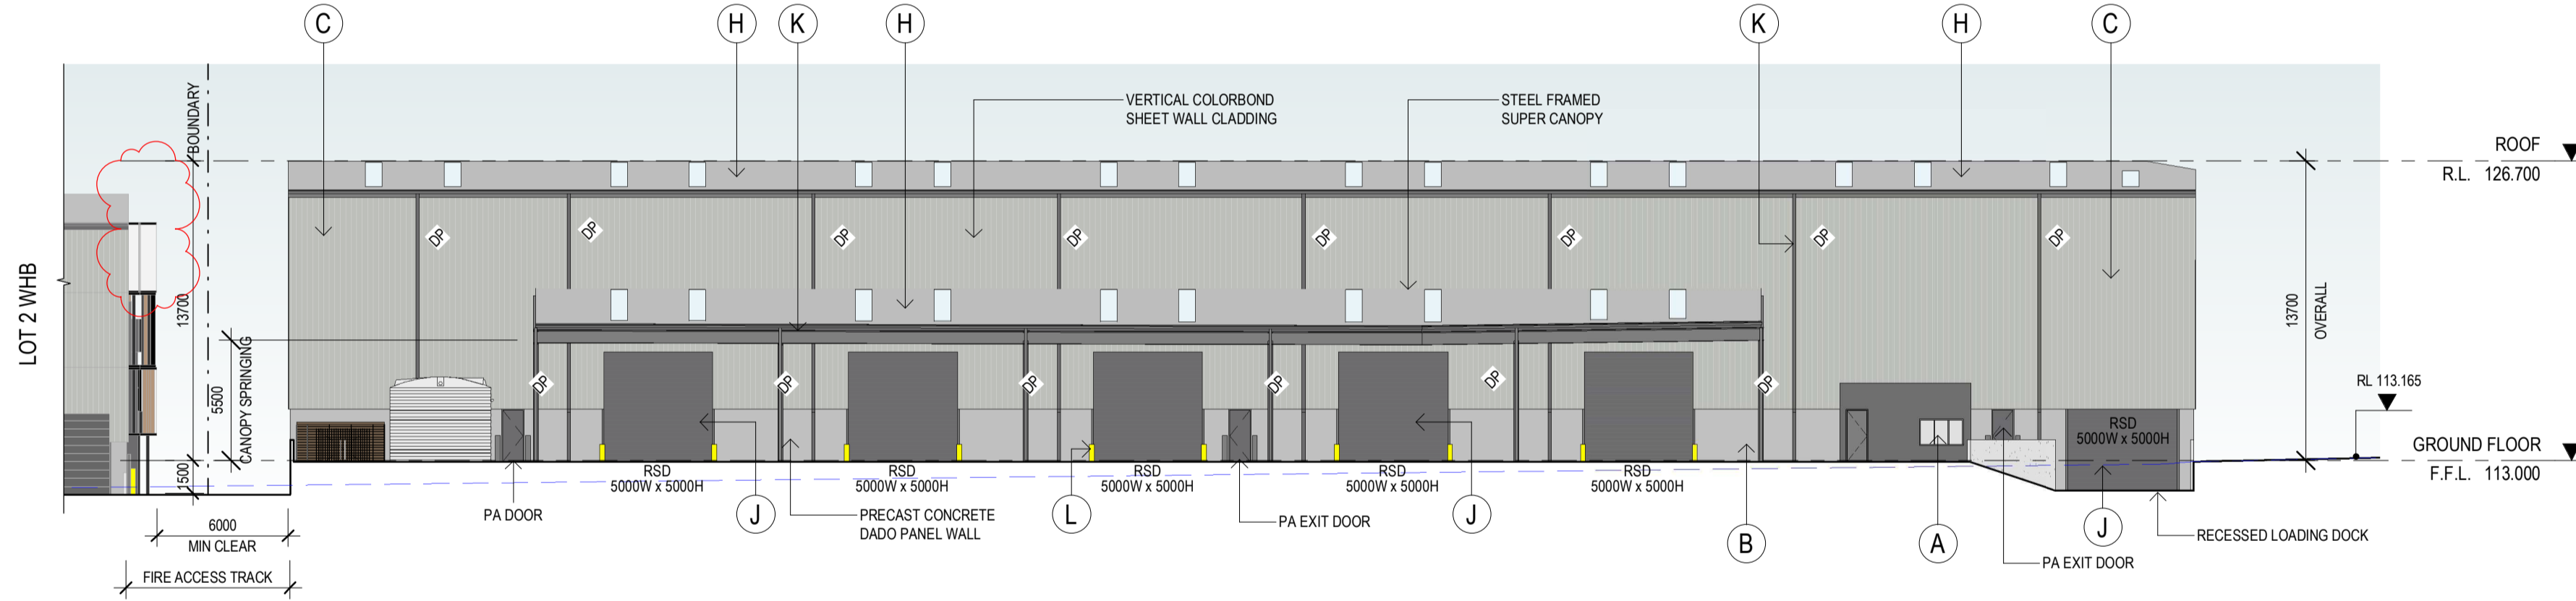 C
H
K
H
K
H
C
BOUNDARY
VERTICAL COLORBOND
SHEET WALL CLADDING
STEEL FRAMED
SUPER CANOPY
ROOF
R.L. 126.700
DP
DP
DP
DP
DP
DP
DP
DP
LOT 2 WHB
13700
13700
OVERALL
5500
CANOPY SPRINGING
DP
DP
DP
DP
DP
DP
RL 113.165
RSD
5000W x 5000H
GROUND FLOOR
F.F.L. 113.000
1500
RSD
5000W x 5000H
RSD
5000W x 5000H
RSD
5000W x 5000H
RSD
5000W x 5000H
RSD
5000W x 5000H
PA DOOR
J
PRECAST CONCRETE
DADO PANEL WALL
L
PA EXIT DOOR
J
B
A
J
RECESSED LOADING DOCK
PA EXIT DOOR
6000
MIN CLEAR
FIRE ACCESS TRACK